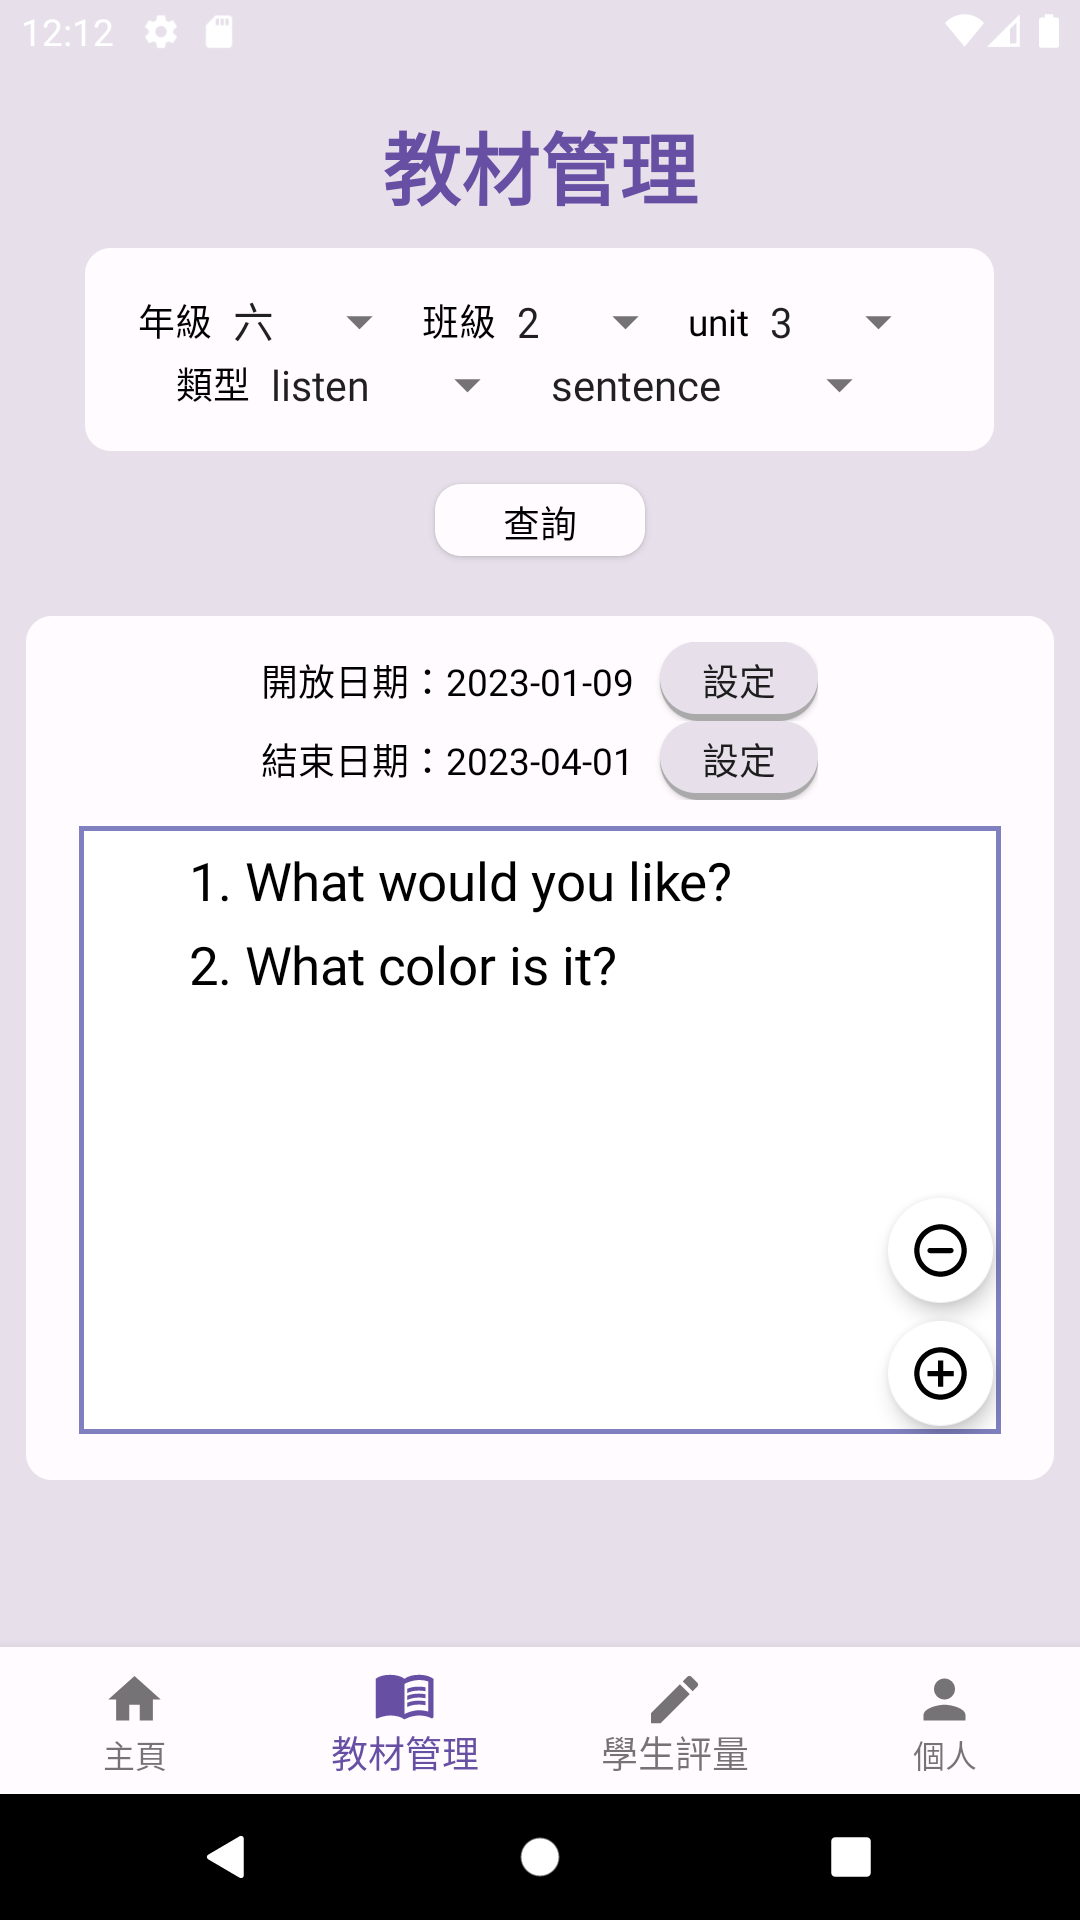 12:12
教材管理
年級 六 班級 2 unit 3
類型 listen sentence
查詢
開放日期：2023-01-09 設定
結束日期：2023-04-01 設定
1. What would you like?
2. What color is it?
主頁 教材管理 學生評量 個人